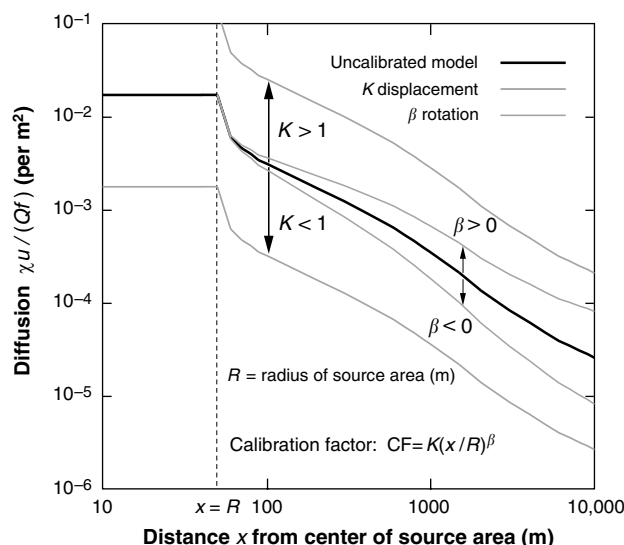 10⁻¹
10⁻²
10⁻³
10⁻⁴
10⁻⁵
10⁻⁶
Diffusion χu/(Qf) (per m²)
Uncalibrated model
K displacement
β rotation
K > 1
K < 1
β > 0
β < 0
R = radius of source area (m)
Calibration factor: CF = K(x/R)^β
10
x = R
100
1000
10,000
Distance x from center of source area (m)